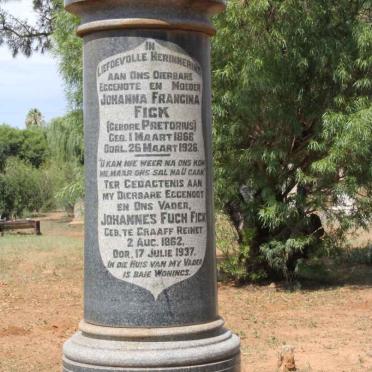 IN
LIEFDEVOLLE HERINNERING
AAN ONS DIERBARE
EGGENOTE EN MOEDER
JOHANNA FRANCINA
FICK
(GEBORE PRETORIUS)
GEB. 1 MAART 1866
OORL. 26 MAART 1926.
"U KAN NIE WEER NA ONS KOM
NIE, MAAR ONS SAL NA U GAAN."
TER GEDAGTENIS AAN
MY DIERBARE EGGENOOT
EN ONS VADER,
JOHANNES FUCH FICK,
GEB. TE GRAAFF REINET
2 AUG. 1862.
OOR. 17 JULIE 1937.
IN DIE HUIS VAN MY VADER
IS BAIE WONINGS.